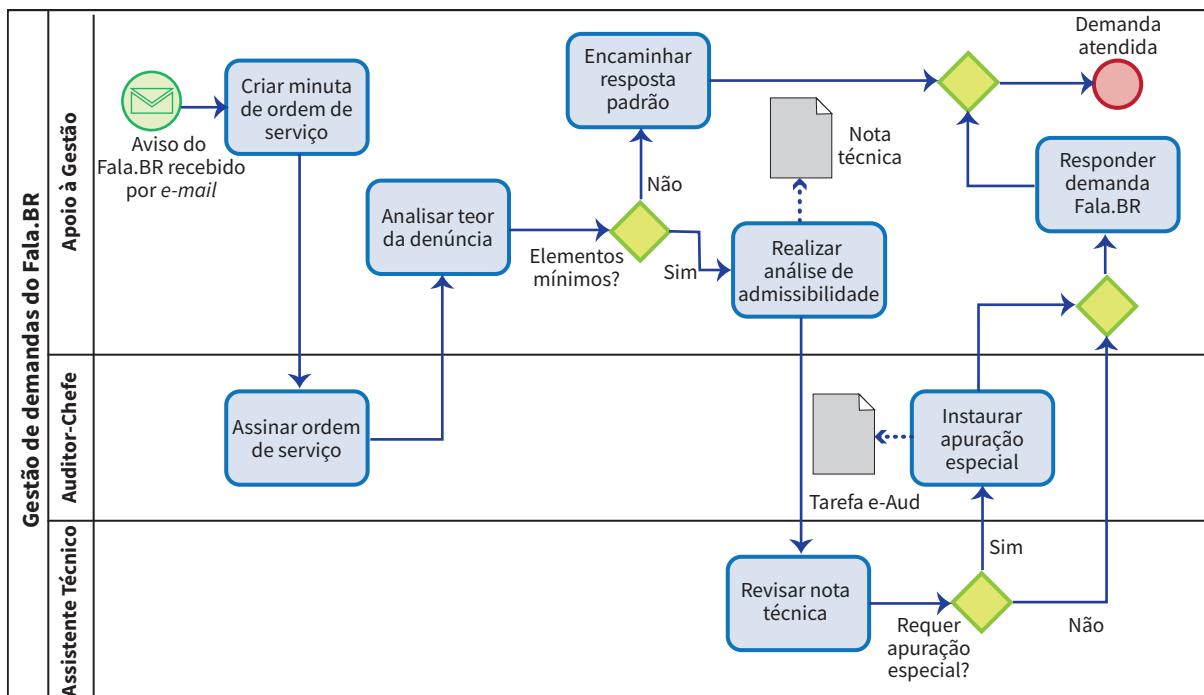 Gestão de demandas do Fala.BR
Apoio à Gestão
Aviso do
Fala.BR recebido
por e-mail
Criar minuta
de ordem de
serviço
Analisar teor
da denúncia
Elementos
mínimos?
Não
Sim
Encaminhar
resposta
padrão
Nota
técnica
Realizar
análise de
admissibilidade
Demanda
atendida
Responder
demanda
Fala.BR
Auditor-Chefe
Assinar ordem
de serviço
Tarefa e-Aud
Instaurar
apuração
especial
Assistente Técnico
Revisar nota
técnica
Requer
apuração
especial?
Sim
Não